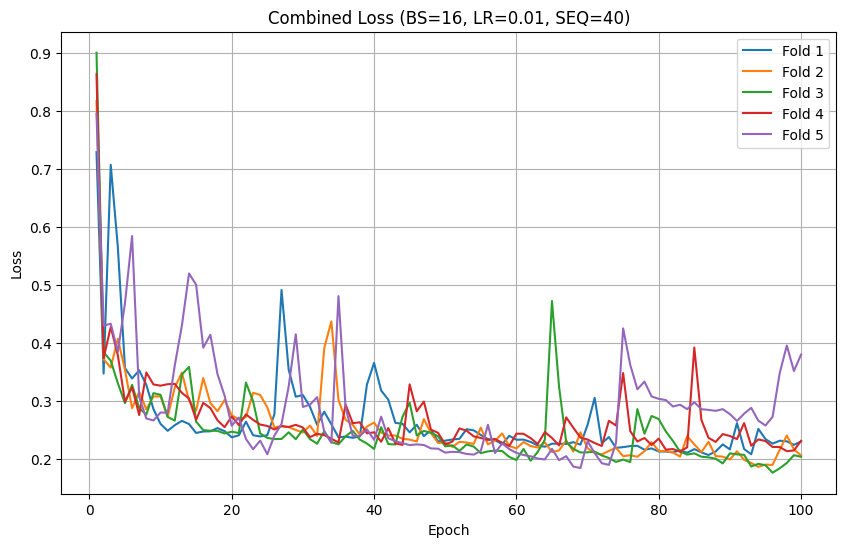 Combined Loss (BS=16, LR=0.01, SEQ=40)
Fold 1
Fold 2
Fold 3
Fold 4
Fold 5
0.9
0.8
0.7
0.6
0.5
0.4
0.3
0.2
Loss
0
20
40
60
80
100
Epoch